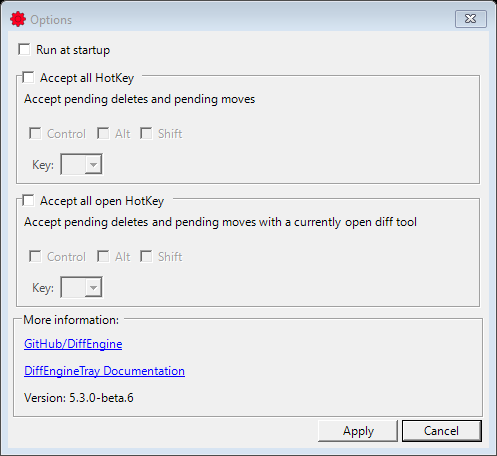 Options
Run at startup
Accept all HotKey
Accept pending deletes and pending moves
Control Alt Shift
Key:
Accept all open HotKey
Accept pending deletes and pending moves with a currently open diff tool
Control Alt Shift
Key:
More information:
GitHub/DiffEngine
DiffEngineTray Documentation
Version: 5.3.0-beta.6
Apply Cancel